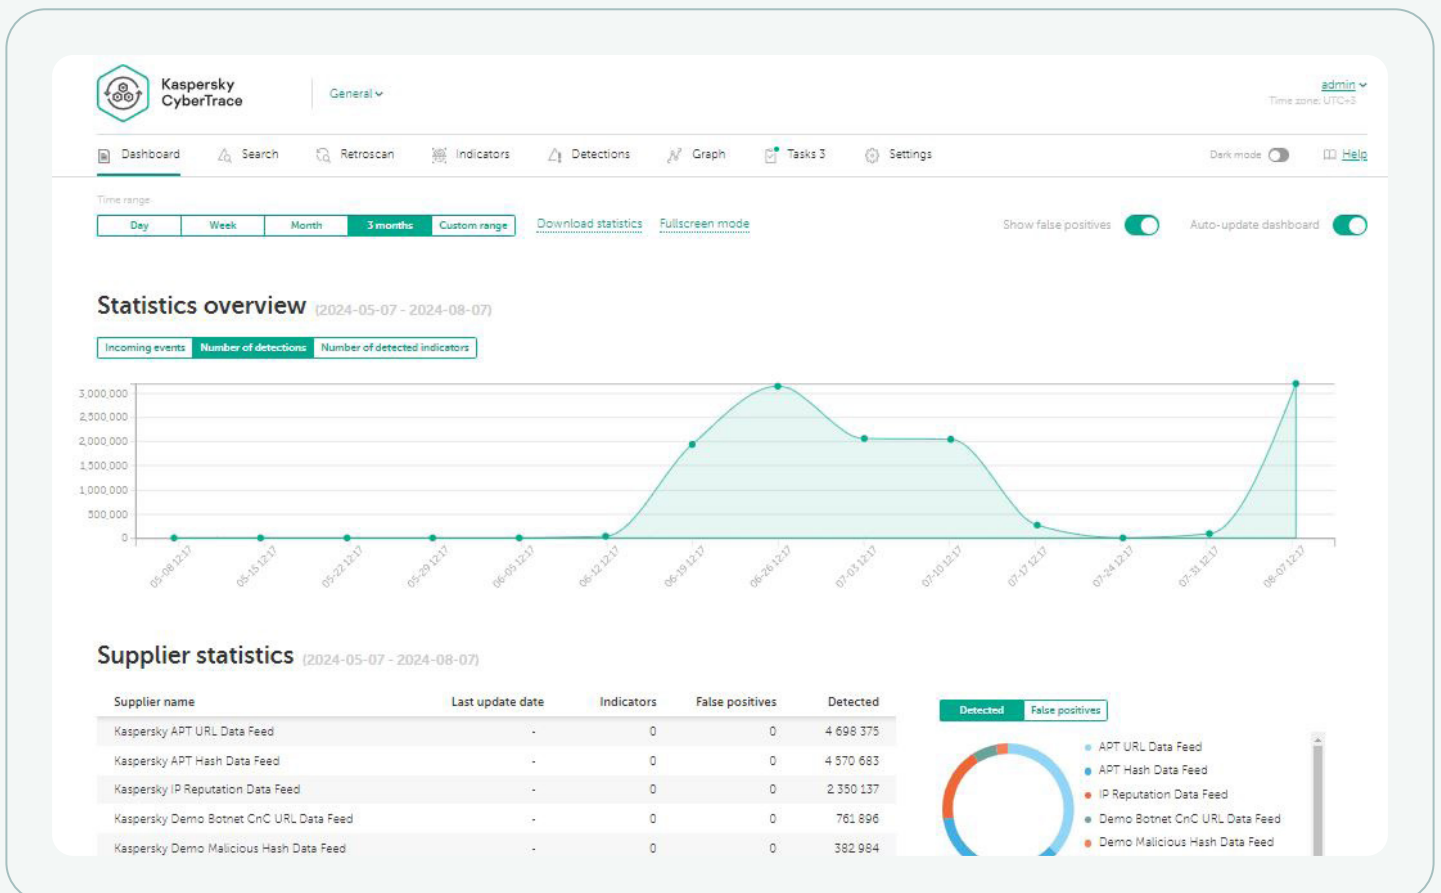 Kaspersky
CyberTrace
General
admin
Time zone: UTC+3
Dashboard Search Retroscan Indicators Detections Graph Tasks 3 Settings Dark mode Help
Time range
Day Week Month 3 months Custom range Download statistics Fullscreen mode Show false positives Auto-update dashboard
Statistics overview (2024-05-07 - 2024-08-07)
Incoming events Number of detections Number of detected indicators
3,000,000
2,500,000
2,000,000
1,500,000
1,000,000
500,000
0
05-08 12:17 05-15 12:17 05-22 12:17 05-29 12:17 06-05 12:17 06-12 12:17 06-19 12:17 06-26 12:17 07-03 12:17 07-10 12:17 07-17 12:17 07-24 12:17 07-31 12:17 08-07 12:17
Supplier statistics (2024-05-07 - 2024-08-07)
Supplier name Last update date Indicators False positives Detected
Kaspersky APT URL Data Feed - 0 0 4 698 375
Kaspersky APT Hash Data Feed - 0 0 4 570 683
Kaspersky IP Reputation Data Feed - 0 0 2 350 137
Kaspersky Demo Botnet CnC URL Data Feed - 0 0 761 896
Kaspersky Demo Malicious Hash Data Feed - 0 0 382 984
Detected False positives
APT URL Data Feed
APT Hash Data Feed
IP Reputation Data Feed
Demo Botnet CnC URL Data Feed
Demo Malicious Hash Data Feed